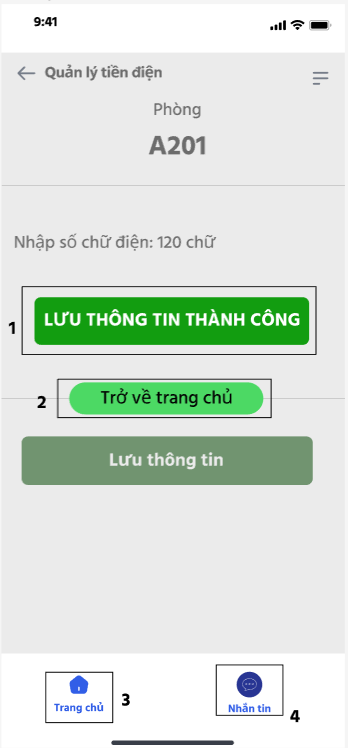 9:41
Quản lý tiền điện
Phòng
A201
Nhập số chữ điện: 120 chữ
1
LƯU THÔNG TIN THÀNH CÔNG
2
Trở về trang chủ
Lưu thông tin
Trang chủ
3
Nhắn tin
4